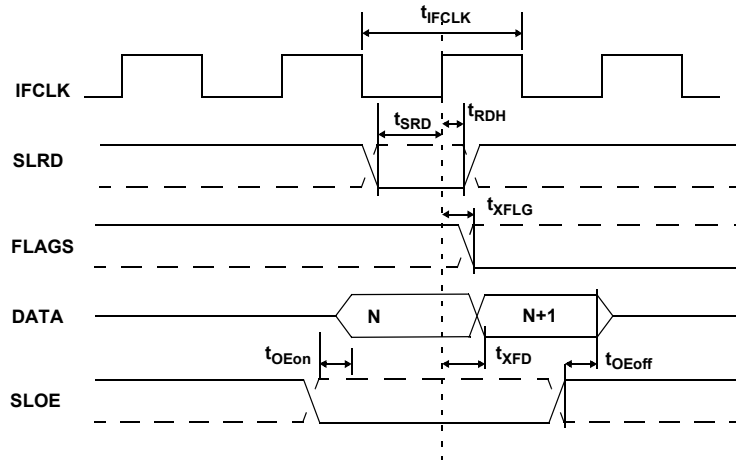 tIFCLK
IFCLK
tSRD
tRDH
SLRD
tXFLG
FLAGS
DATA
N
N+1
tOEon
tXFD
tOEoff
SLOE